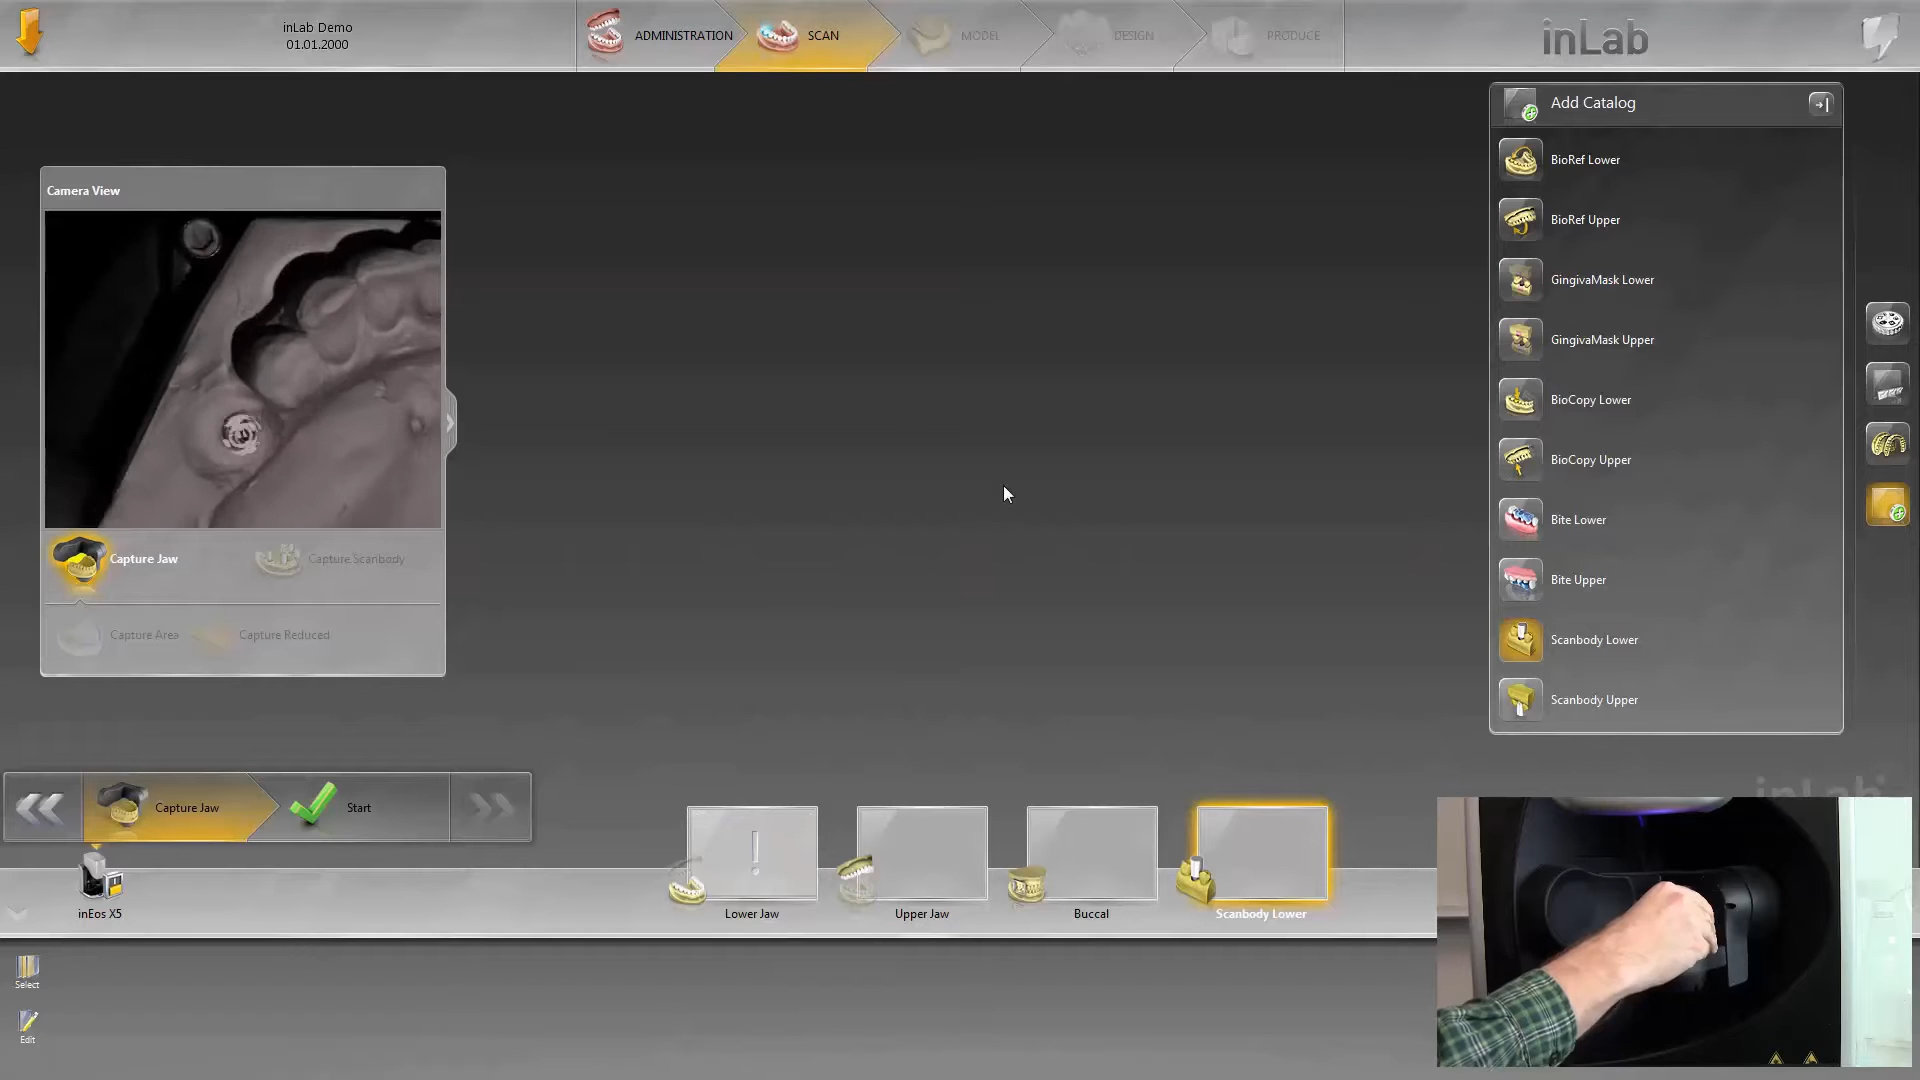 inLab Demo
01.01.2000
ADMINISTRATION
SCAN
MODEL
DESIGN
PRODUCE
inLab
Add Catalog
BioRef Lower
BioRef Upper
GingivaMask Lower
GingivaMask Upper
BioCopy Lower
BioCopy Upper
Bite Lower
Bite Upper
Scanbody Lower
Scanbody Upper
Camera View
Capture Jaw
Capture Scanbody
Capture Area
Capture Reduced
Capture Jaw
Start
inLab
inEos X5
Lower Jaw
Upper Jaw
Buccal
Scanbody Lower
Select
Edit